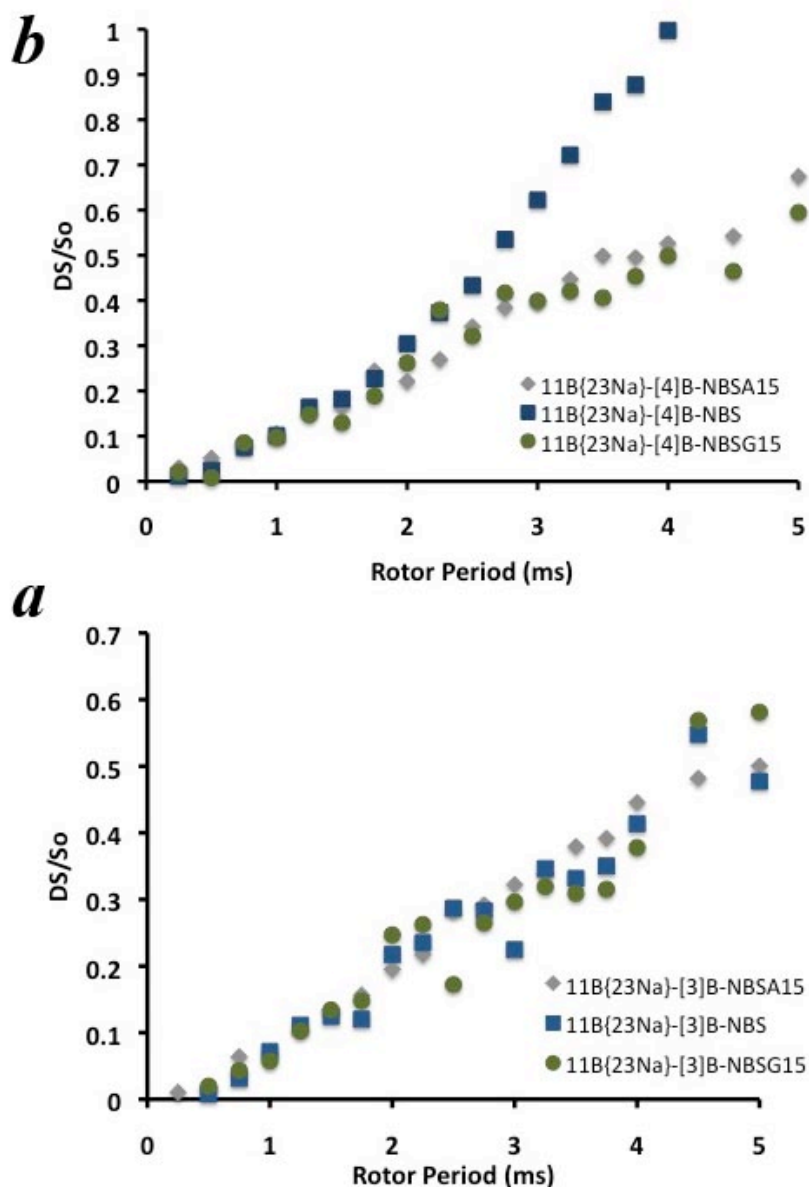 b
1
0.9
0.8
0.7
0.6
0.5
0.4
0.3
0.2
0.1
0
DS/So
11B{23Na}-[4]B-NBSA15
11B{23Na}-[4]B-NBS
11B{23Na}-[4]B-NBSG15
0 1 2 3 4 5
Rotor Period (ms)
a
0.7
0.6
0.5
0.4
0.3
0.2
0.1
0
DS/So
11B{23Na}-[3]B-NBSA15
11B{23Na}-[3]B-NBS
11B{23Na}-[3]B-NBSG15
0 1 2 3 4 5
Rotor Period (ms)